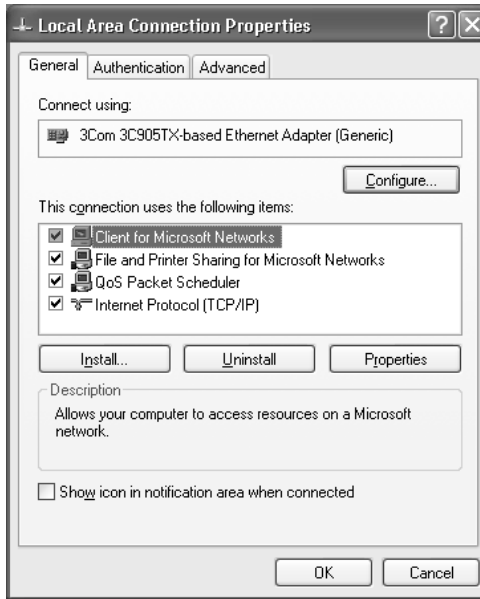 Local Area Connection Properties
General Authentication Advanced
Connect using:
3Com 3C905TX-based Ethernet Adapter (Generic)
Configure...
This connection uses the following items:
Client for Microsoft Networks
File and Printer Sharing for Microsoft Networks
QoS Packet Scheduler
Internet Protocol (TCP/IP)
Install... Uninstall Properties
Description
Allows your computer to access resources on a Microsoft
network.
Show icon in notification area when connected
OK Cancel